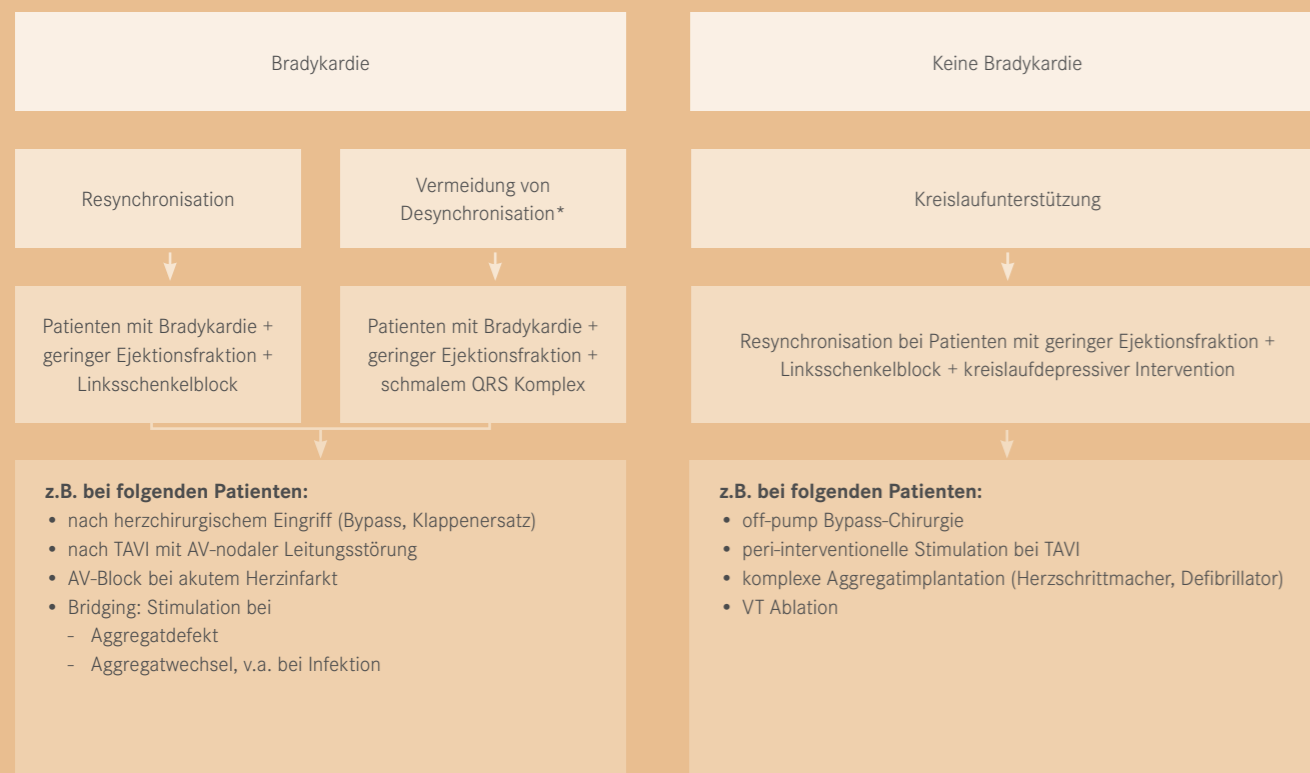 Bradykardie
Keine Bradykardie
Resynchronisation
Vermeidung von
Desynchronisation*
Kreislaufunterstützung
Patienten mit Bradykardie +
geringer Ejektionsfraktion +
Linksschenkelblock
Patienten mit Bradykardie +
geringer Ejektionsfraktion +
schmalem QRS Komplex
Resynchronisation bei Patienten mit geringer Ejektionsfraktion +
Linksschenkelblock + kreislaufdepressiver Intervention
z.B. bei folgenden Patienten:
• nach herzchirurgischem Eingriff (Bypass, Klappenersatz)
• nach TAVI mit AV-nodaler Leitungsstörung
• AV-Block bei akutem Herzinfarkt
• Bridging: Stimulation bei
- Aggregatdefekt
- Aggregatwechsel, v.a. bei Infektion
z.B. bei folgenden Patienten:
• off-pump Bypass-Chirurgie
• peri-interventionelle Stimulation bei TAVI
• komplexe Aggregatimplantation (Herzschrittmacher, Defibrillator)
• VT Ablation